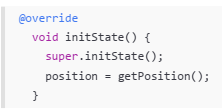 @override
void initState() {
super.initState();
position = getPosition();
}